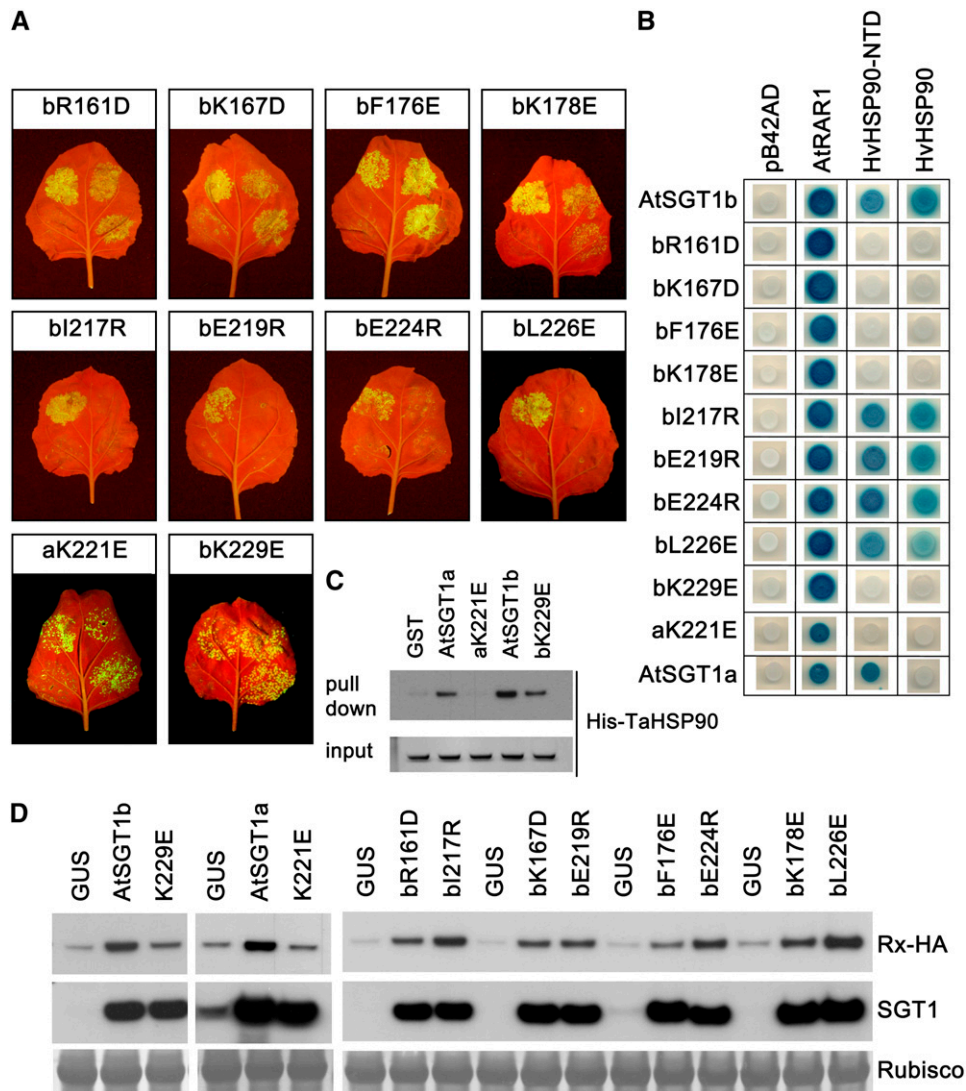 A
bR161D bK167D bF176E bK178E
bI217R bE219R bE224R bL226E
aK221E bK229E
B
pB42AD AtRAR1 HvHSP90-NTD HvHSP90
AtSGT1b
bR161D
bK167D
bF176E
bK178E
bI217R
bE219R
bE224R
bL226E
bK229E
aK221E
AtSGT1a
C
GST AtSGT1a aK221E AtSGT1b bK229E
pull
down
input
His-TaHSP90
D
GUS AtSGT1b K229E GUS AtSGT1a K221E GUS bR161D bI217R GUS bK167D bE219R GUS bF176E bE224R GUS bK178E bL226E
Rx-HA
SGT1
Rubisco